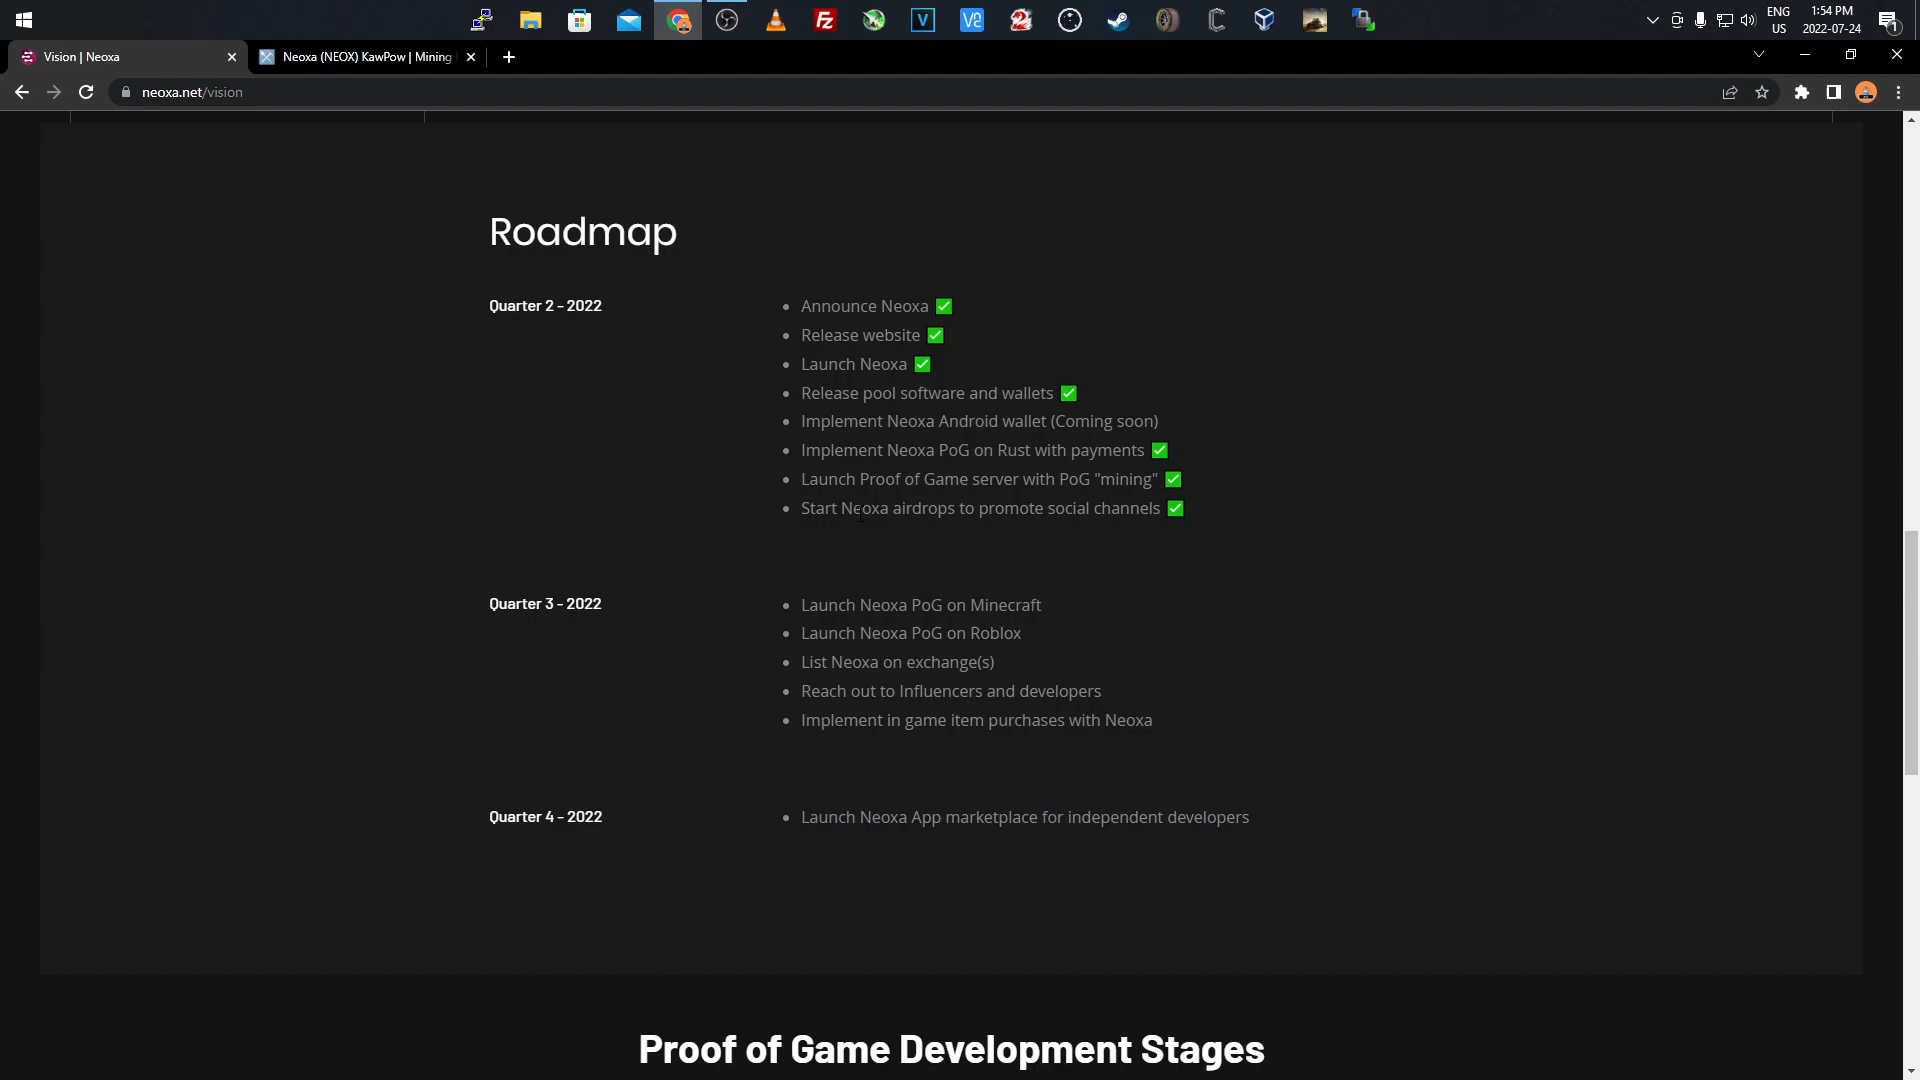 ENG
US
1:54 PM
2022-07-24
1
Vision | Neoxa
Neoxa (NEOX) KawPow | Mining
neoxa.net/vision
Roadmap
Quarter 2 - 2022
• Announce Neoxa ✅
• Release website ✅
• Launch Neoxa ✅
• Release pool software and wallets ✅
• Implement Neoxa Android wallet (Coming soon)
• Implement Neoxa PoG on Rust with payments ✅
• Launch Proof of Game server with PoG "mining" ✅
• Start Neoxa airdrops to promote social channels ✅
Quarter 3 - 2022
• Launch Neoxa PoG on Minecraft
• Launch Neoxa PoG on Roblox
• List Neoxa on exchange(s)
• Reach out to Influencers and developers
• Implement in game item purchases with Neoxa
Quarter 4 - 2022
• Launch Neoxa App marketplace for independent developers
Proof of Game Development Stages